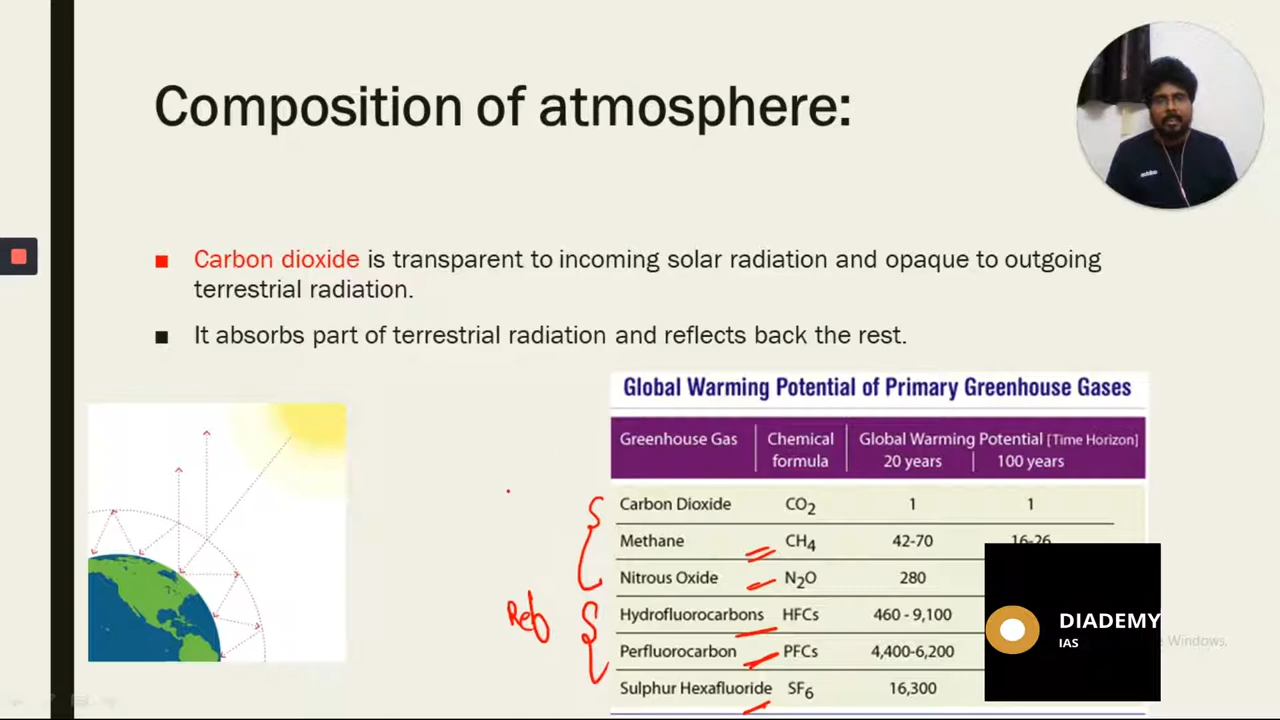 Composition of atmosphere:
Carbon dioxide is transparent to incoming solar radiation and opaque to outgoing
terrestrial radiation.
It absorbs part of terrestrial radiation and reflects back the rest.
Global Warming Potential of Primary Greenhouse Gases
Greenhouse Gas Chemical formula Global Warming Potential [Time Horizon]
20 years 100 years
Carbon Dioxide CO2 1 1
Methane CH4 42-70 16-26
Nitrous Oxide N2O 280
Hydrofluorocarbons HFCs 460 - 9,100
Perfluorocarbon PFCs 4,400-6,200
Sulphur Hexafluoride SF6 16,300
DIADEMY
IAS
Windows.